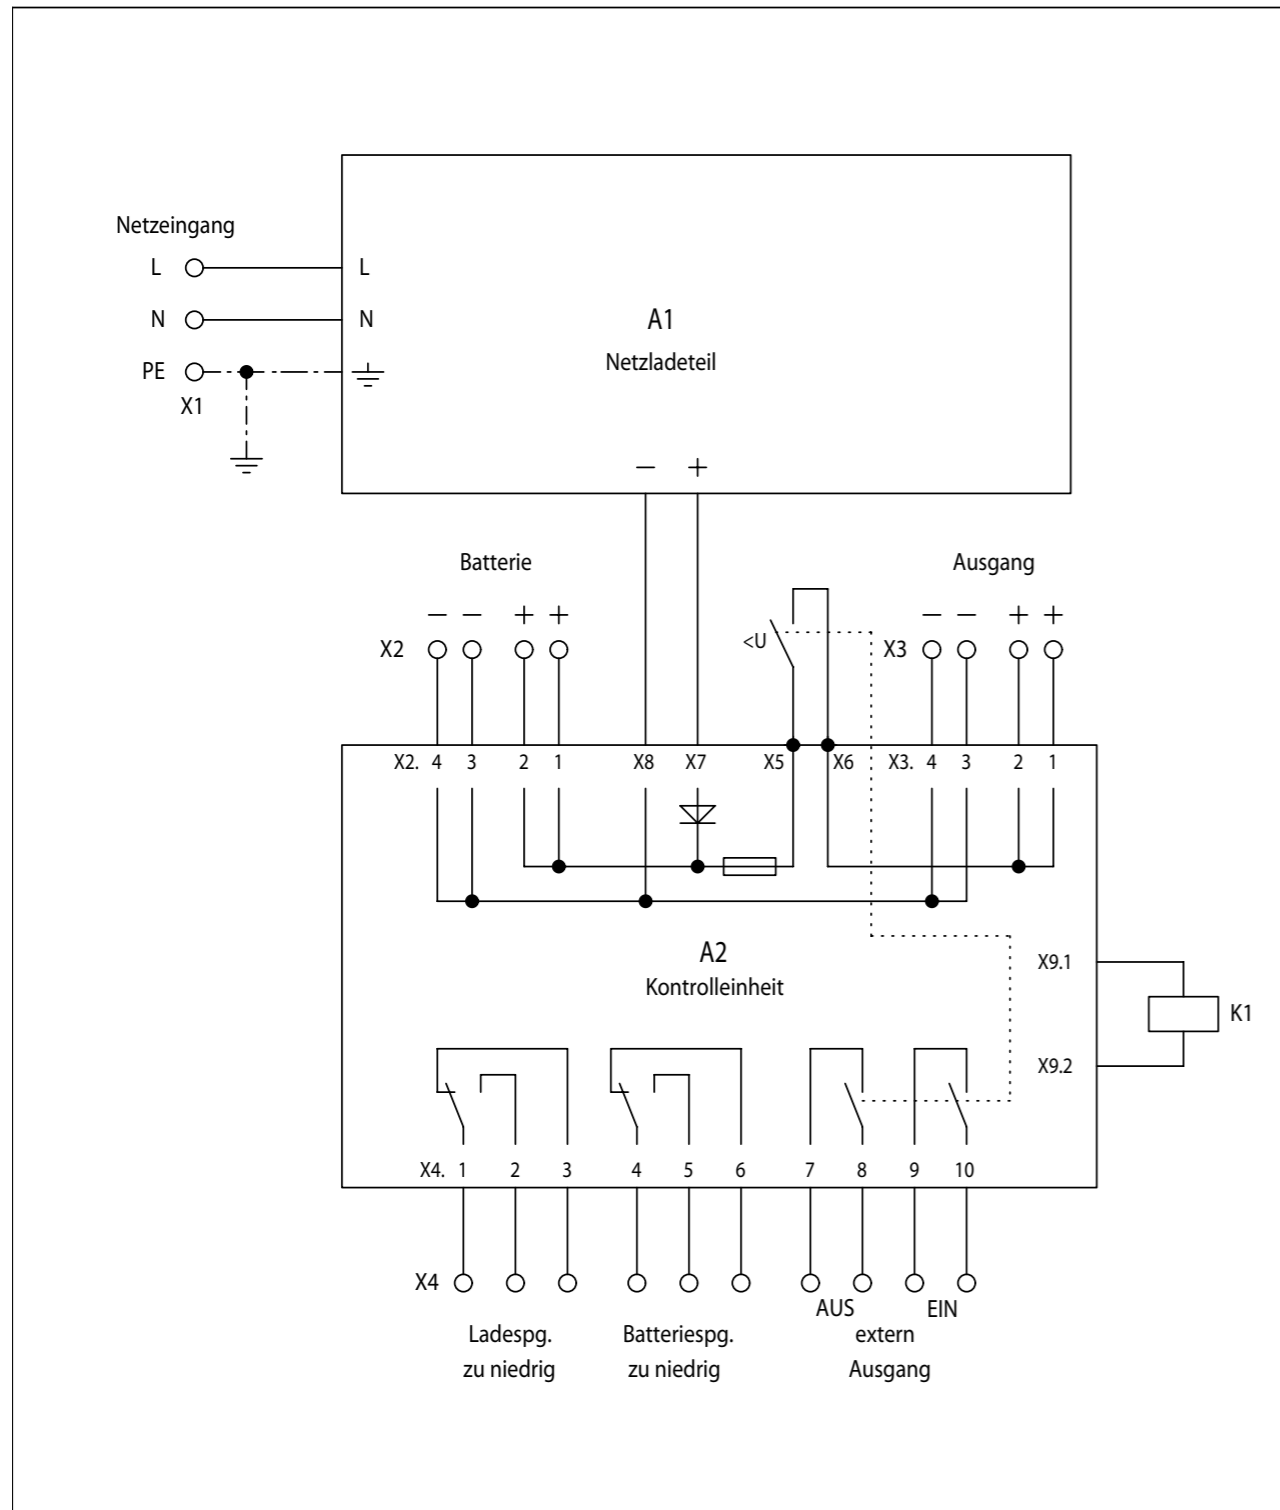 Netzeingang
L L
N N
A1
Netzladeteil
PE
X1
− +
Batterie Ausgang
− − + + − − + +
X2 <U X3
X2. 4 3 2 1 X8 X7 X5 X6 X3. 4 3 2 1
A2
Kontrolleinheit
X9.1
K1
X9.2
X4. 1 2 3 4 5 6 7 8 9 10
X4
AUS EIN
Ladespg. Batteriespg. extern
zu niedrig zu niedrig Ausgang